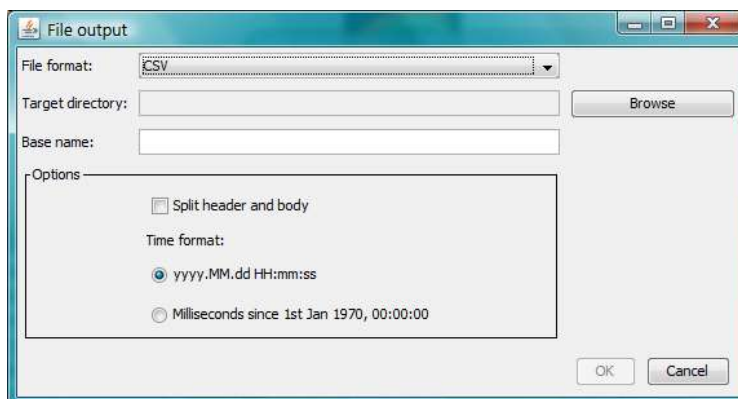 File output
File format:
CSV
Target directory:
Browse
Base name:
Options
Split header and body
Time format:
yyyy.MM.dd HH:mm:ss
Milliseconds since 1st Jan 1970, 00:00:00
OK
Cancel